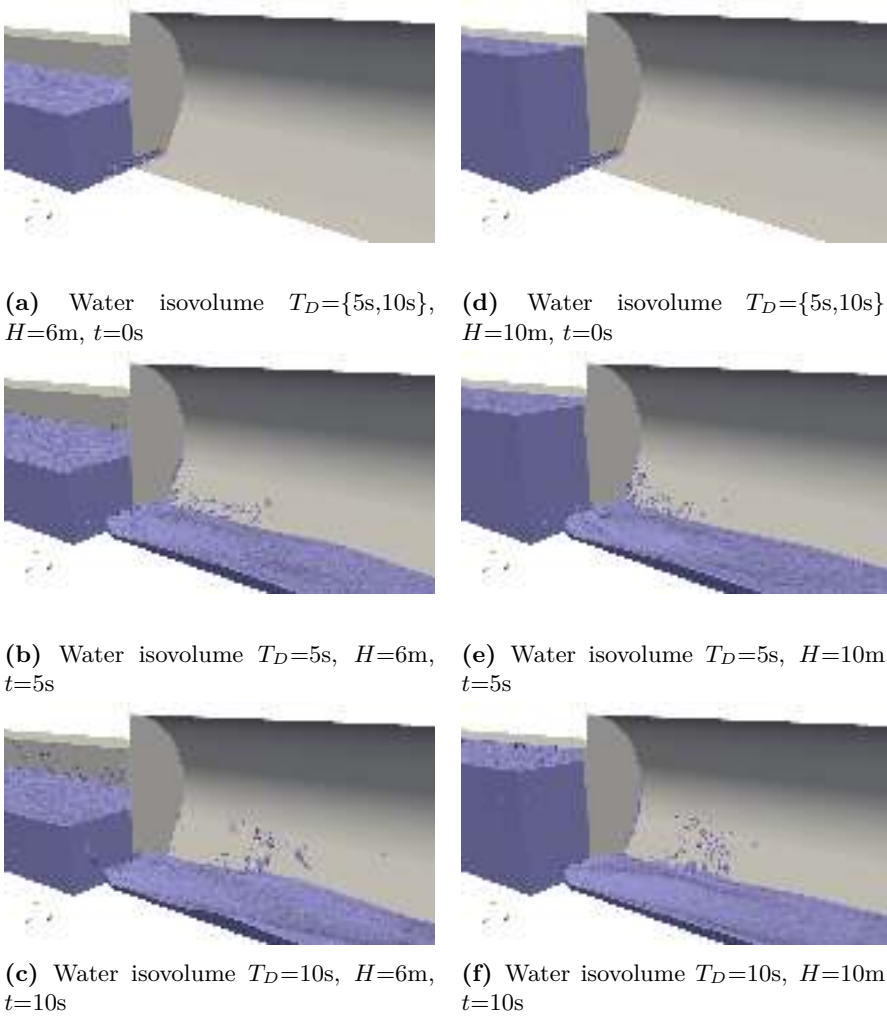 (a) Water isovolume T_D={5s,10s},
H=6m, t=0s
(d) Water isovolume T_D={5s,10s}
H=10m, t=0s
(b) Water isovolume T_D=5s, H=6m,
t=5s
(e) Water isovolume T_D=5s, H=10m
t=5s
(c) Water isovolume T_D=10s, H=6m,
t=10s
(f) Water isovolume T_D=10s, H=10m
t=10s